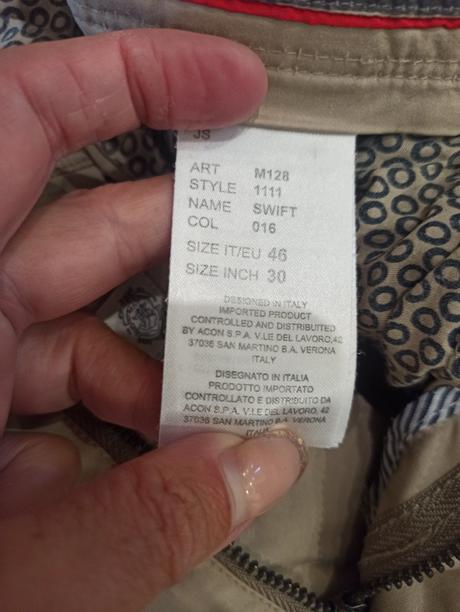 JS
ART M128
STYLE 1111
NAME SWIFT
COL 016
SIZE IT/EU 46
SIZE INCH 30
DESIGNED IN ITALY
IMPORTED PRODUCT
CONTROLLED AND DISTRIBUTED
BY ACON S.P.A. V.LE DEL LAVORO,42
37036 SAN MARTINO B.A. VERONA
ITALY
DISEGNATO IN ITALIA
PRODOTTO IMPORTATO
CONTROLLATO E DISTRIBUITO DA
ACON S.P.A. V.LE DEL LAVORO, 42
37036 SAN MARTINO B.A. VERONA